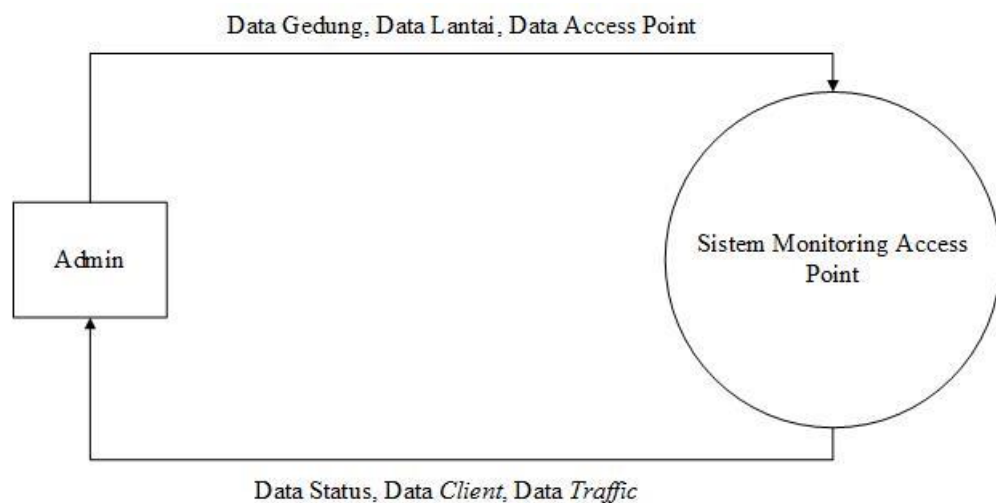 Data Gedung, Data Lantai, Data Access Point
Admin
Sistem Monitoring Access
Point
Data Status, Data Client, Data Traffic